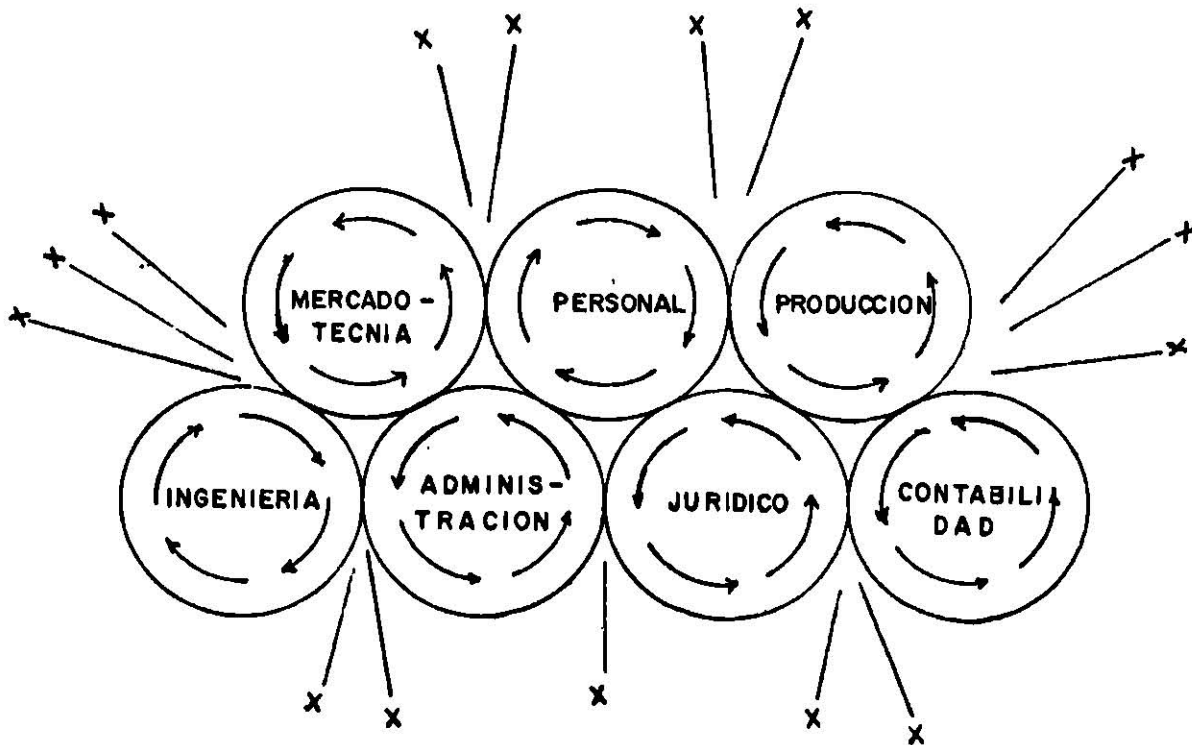 X X X X
X X X
X X X
MERCADO-
TECNIA
PERSONAL
PRODUCCION
INGENIERIA
ADMINIS-
TRACION
JURIDICO
CONTABILI
DAD
X X X X X